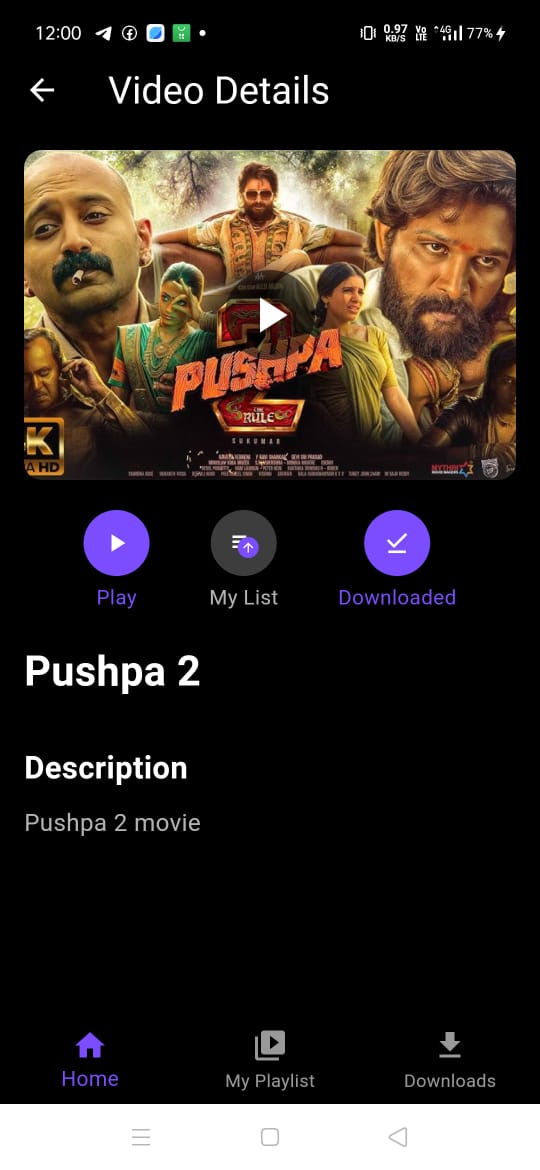 12:00
0.97 KB/S
Vo LTE
4G
77%
Video Details
PUSHPA
2
THE
RULE
SUKUMAR
K
A HD
MYTHRI
Play
My List
Downloaded
Pushpa 2
Description
Pushpa 2 movie
Home
My Playlist
Downloads